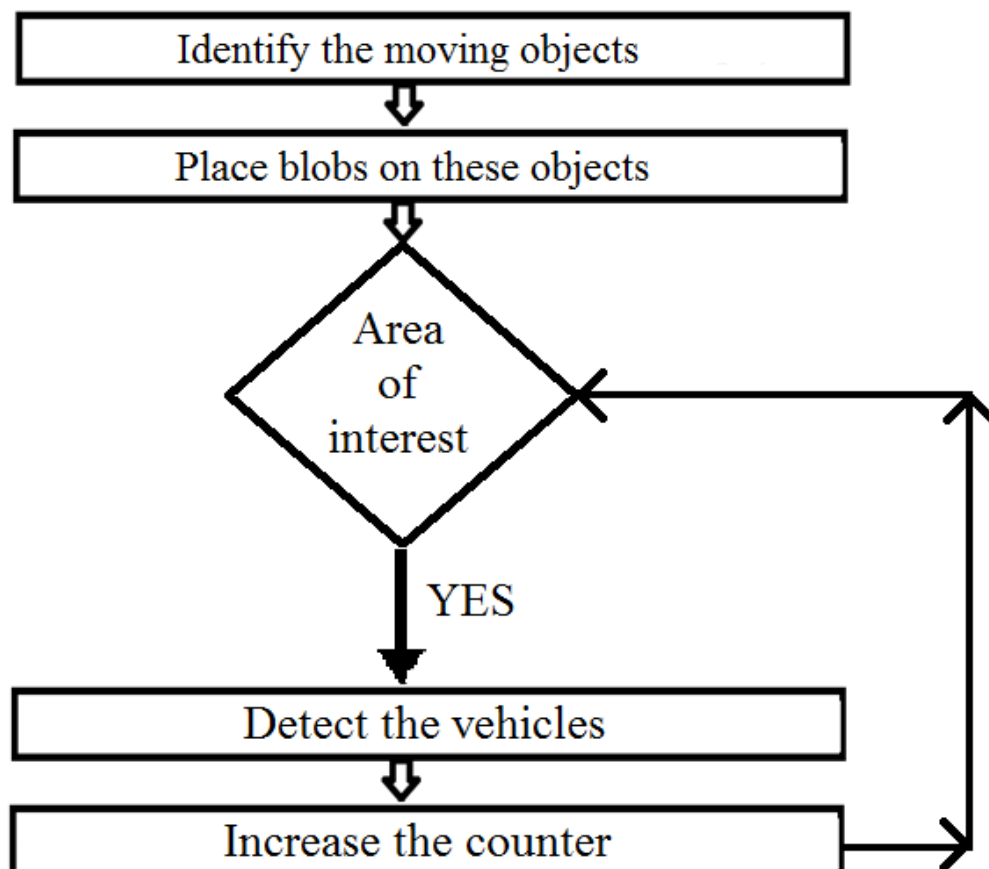 Identify the moving objects
Place blobs on these objects
Area
of
interest
YES
Detect the vehicles
Increase the counter